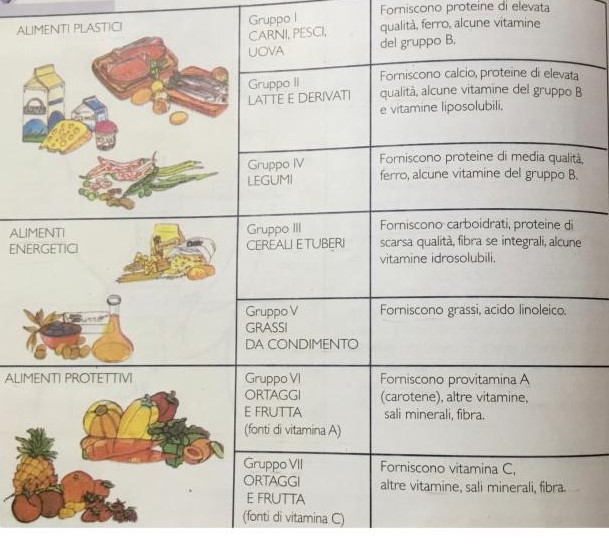 ALIMENTI PLASTICI
Gruppo I
CARNI, PESCI,
UOVA
Forniscono proteine di elevata
qualità, ferro, alcune vitamine
del gruppo B.
Gruppo II
LATTE E DERIVATI
Forniscono calcio, proteine di elevata
qualità, alcune vitamine del gruppo B
e vitamine liposolubili.
Gruppo IV
LEGUMI
Forniscono proteine di media qualità,
ferro, alcune vitamine del gruppo B.
ALIMENTI
ENERGETICI
Gruppo III
CEREALI E TUBERI
Forniscono carboidrati, proteine di
scarsa qualità, fibra se integrali, alcune
vitamine idrosolubili.
Gruppo V
GRASSI
DA CONDIMENTO
Forniscono grassi, acido linoleico.
ALIMENTI PROTETTIVI
Gruppo VI
ORTAGGI
E FRUTTA
(fonti di vitamina A)
Forniscono provitamina A
(carotene), altre vitamine,
sali minerali, fibra.
Gruppo VII
ORTAGGI
E FRUTTA
(fonti di vitamina C)
Forniscono vitamina C,
altre vitamine, sali minerali, fibra.